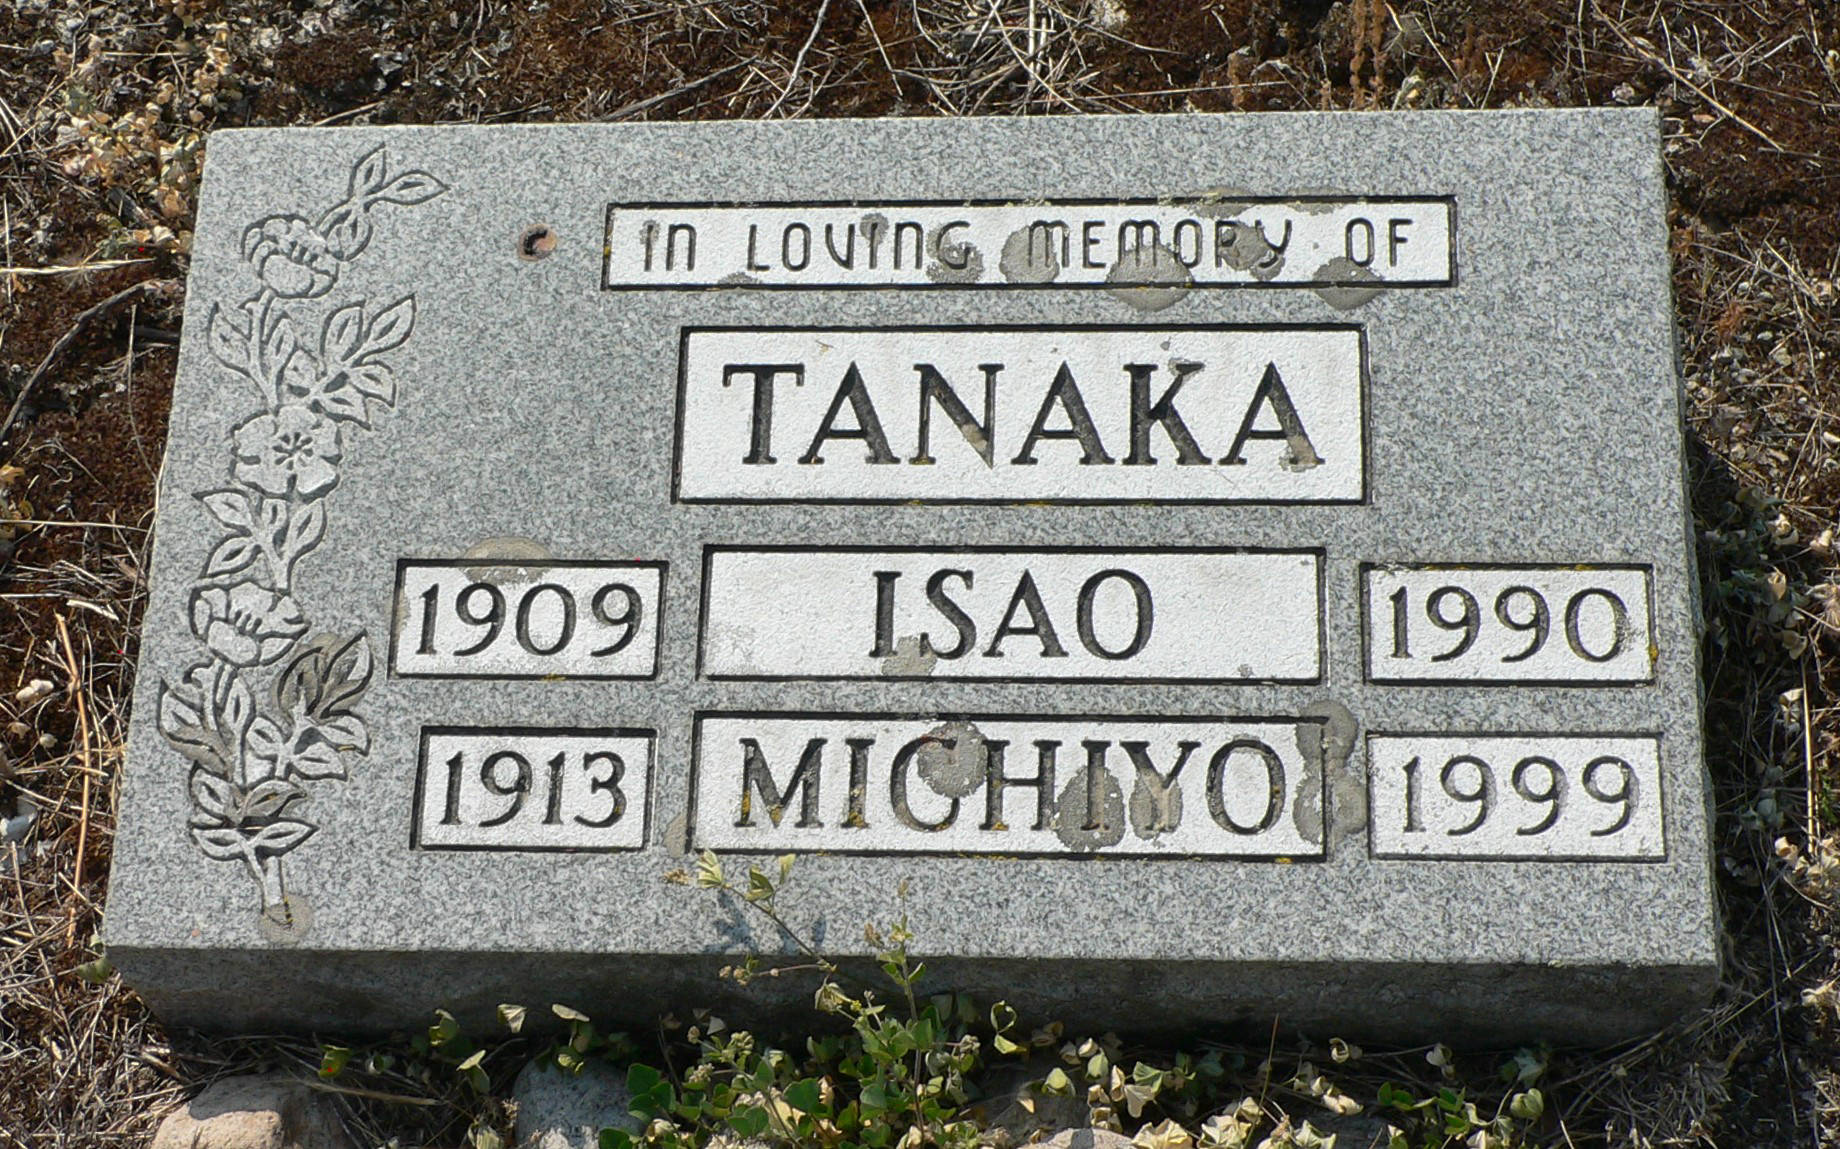 IN LOVING MEMORY OF
TANAKA
1909 ISAO 1990
1913 MICHIYO 1999